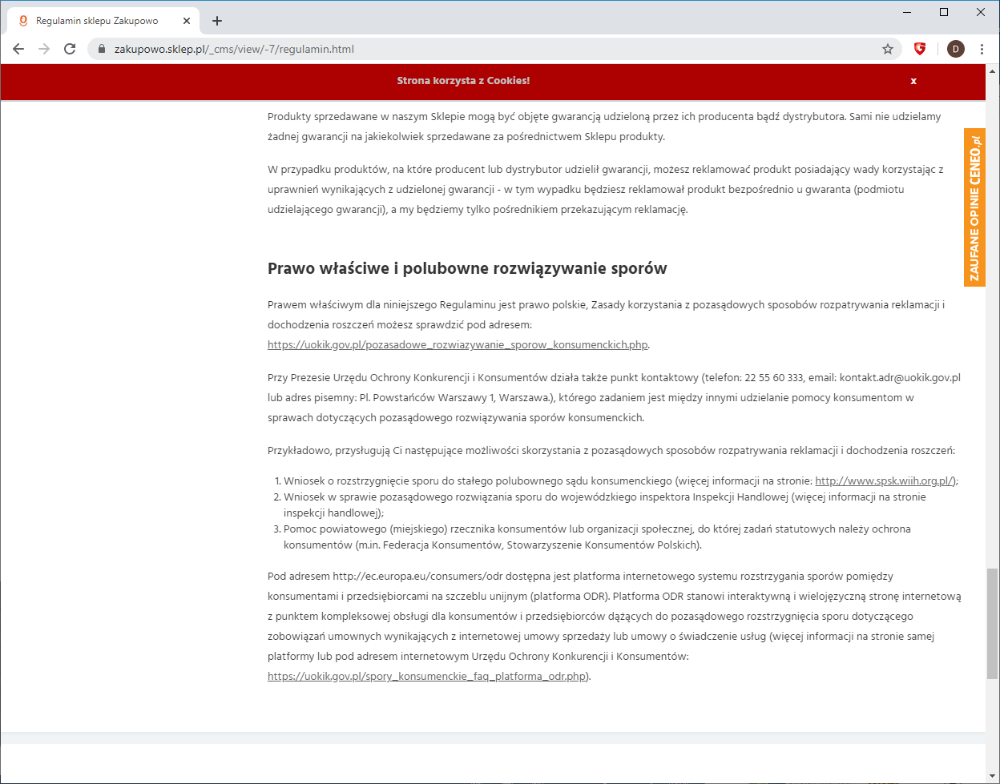 Regulamin sklepu Zakupowo
zakupowo.sklep.pl/_cms/view/-7/regulamin.html
D
Strona korzysta z Cookies!
x
Produkty sprzedawane w naszym Sklepie mogą być objęte gwarancją udzieloną przez ich producenta bądź dystrybutora. Sami nie udzielamy
żadnej gwarancji na jakiekolwiek sprzedawane za pośrednictwem Sklepu produkty.
W przypadku produktów, na które producent lub dystrybutor udzielił gwarancji, możesz reklamować produkt posiadający wady korzystając z
uprawnień wynikających z udzielonej gwarancji - w tym wypadku będziesz reklamował produkt bezpośrednio u gwaranta (podmiotu
udzielającego gwarancji), a my będziemy tylko pośrednikiem przekazującym reklamację.
ZAUFANE OPINIE CENEO.pl
Prawo właściwe i polubowne rozwiązywanie sporów
Prawem właściwym dla niniejszego Regulaminu jest prawo polskie, Zasady korzystania z pozasądowych sposobów rozpatrywania reklamacji i
dochodzenia roszczeń możesz sprawdzić pod adresem:
https://uokik.gov.pl/pozasadowe_rozwiazywanie_sporow_konsumenckich.php.
Przy Prezesie Urzędu Ochrony Konkurencji i Konsumentów działa także punkt kontaktowy (telefon: 22 55 60 333, email: kontakt.adr@uokik.gov.pl
lub adres pisemny: Pl. Powstańców Warszawy 1, Warszawa.), którego zadaniem jest między innymi udzielanie pomocy konsumentom w
sprawach dotyczących pozasądowego rozwiązywania sporów konsumenckich.
Przykładowo, przysługują Ci następujące możliwości skorzystania z pozasądowych sposobów rozpatrywania reklamacji i dochodzenia roszczeń:
1. Wniosek o rozstrzygnięcie sporu do stałego polubownego sądu konsumenckiego (więcej informacji na stronie: http://www.spsk.wiih.org.pl/);
2. Wniosek w sprawie pozasądowego rozwiązania sporu do wojewódzkiego inspektora Inspekcji Handlowej (więcej informacji na stronie
inspekcji handlowej);
3. Pomoc powiatowego (miejskiego) rzecznika konsumentów lub organizacji społecznej, do której zadań statutowych należy ochrona
konsumentów (m.in. Federacja Konsumentów, Stowarzyszenie Konsumentów Polskich).
Pod adresem http://ec.europa.eu/consumers/odr dostępna jest platforma internetowego systemu rozstrzygania sporów pomiędzy
konsumentami i przedsiębiorcami na szczeblu unijnym (platforma ODR). Platforma ODR stanowi interaktywną i wielojęzyczną stronę internetową
z punktem kompleksowej obsługi dla konsumentów i przedsiębiorców dążących do pozasądowego rozstrzygnięcia sporu dotyczącego
zobowiązań umownych wynikających z internetowej umowy sprzedaży lub umowy o świadczenie usług (więcej informacji na stronie samej
platformy lub pod adresem internetowym Urzędu Ochrony Konkurencji i Konsumentów:
https://uokik.gov.pl/spory_konsumenckie_faq_platforma_odr.php).